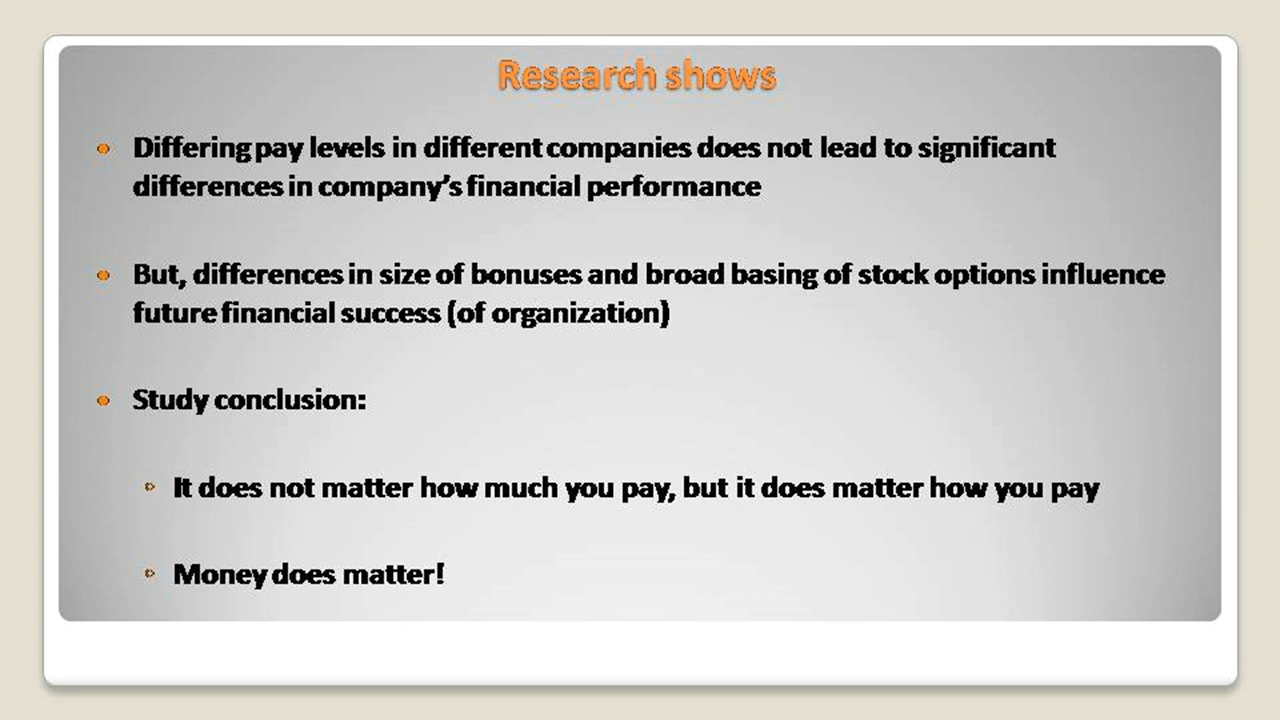 Research shows
Differing pay levels in different companies does not lead to significant
differences in company's financial performance
But, differences in size of bonuses and broad basing of stock options influence
future financial success (of organization)
Study conclusion:
It does not matter how much you pay, but it does matter how you pay
Money does matter!